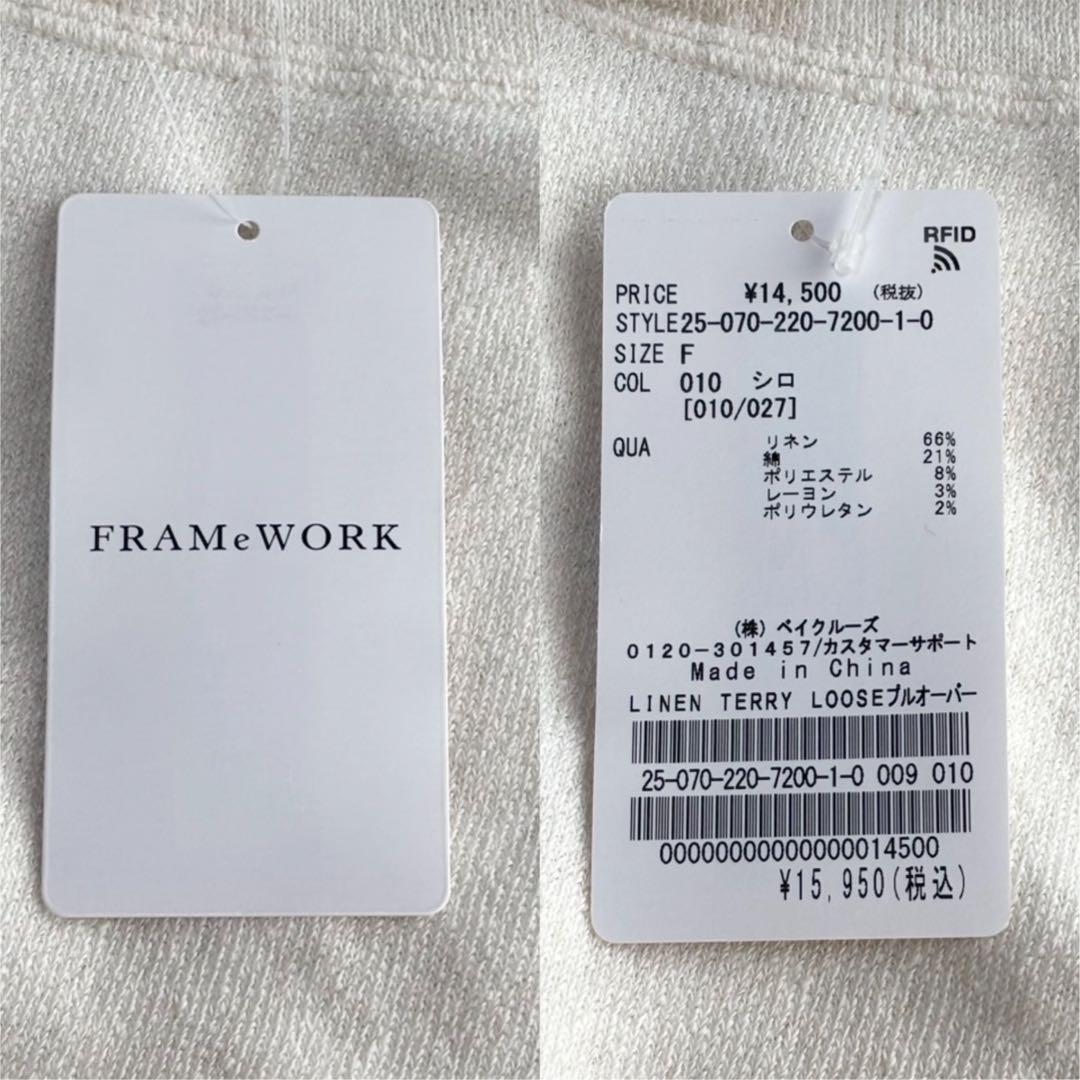 FRAMeWORK
RFID
PRICE ¥14,500 (税抜)
STYLE 25-070-220-7200-1-0
SIZE F
COL 010 シロ
[010/027]
QUA リネン 66%
綿 21%
ポリエステル 8%
レーヨン 3%
ポリウレタン 2%
(株) ベイクルーズ
0120-301457/カスタマーサポート
Made in China
LINEN TERRY LOOSEプルオーバー
25-070-220-7200-1-0 009 010
00000000000000014500
¥15,950(税込)